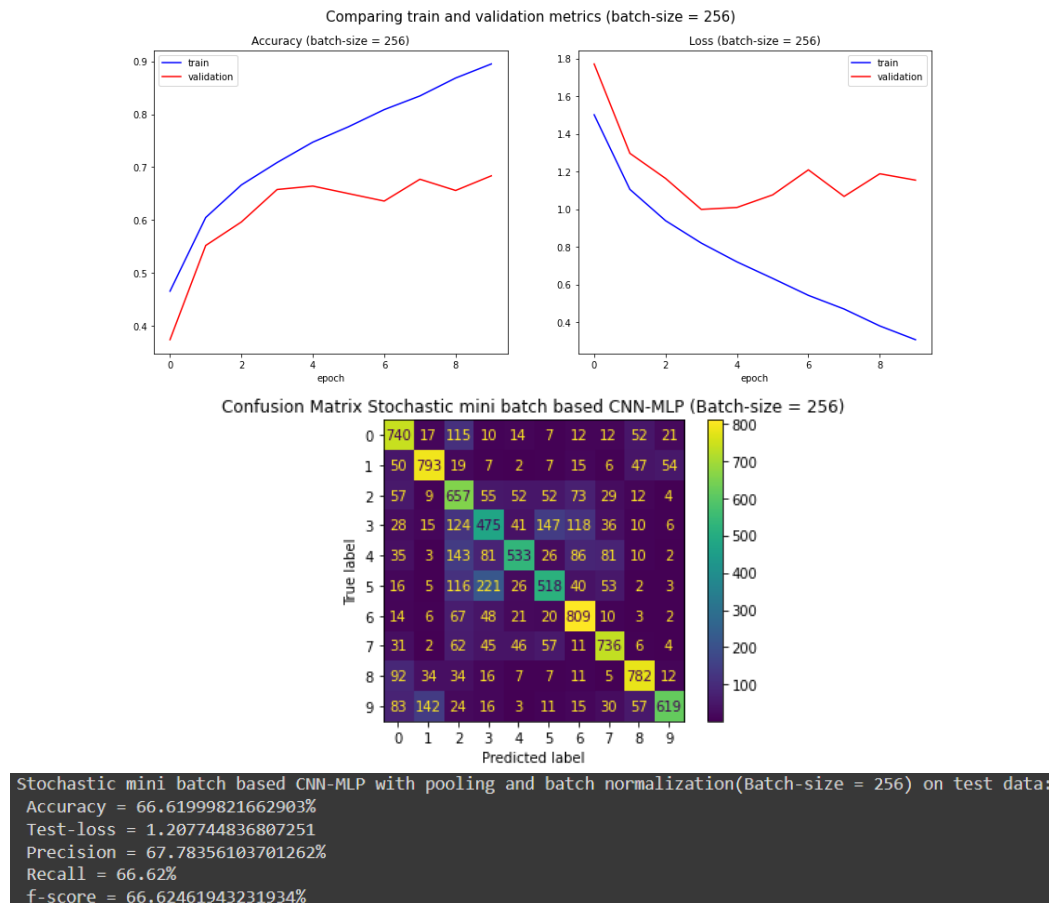 Comparing train and validation metrics (batch-size = 256)
Accuracy (batch-size = 256)
train
validation
0.9
0.8
0.7
0.6
0.5
0.4
0 2 4 6 8
epoch
Loss (batch-size = 256)
train
validation
1.8
1.6
1.4
1.2
1.0
0.8
0.6
0.4
0 2 4 6 8
epoch
Confusion Matrix Stochastic mini batch based CNN-MLP (Batch-size = 256)
True label
0 740 17 115 10 14 7 12 12 52 21
1 50 793 19 7 2 7 15 6 47 54
2 57 9 657 55 52 52 73 29 12 4
3 28 15 124 475 41 147 118 36 10 6
4 35 3 143 81 533 26 86 81 10 2
5 16 5 116 221 26 518 40 53 2 3
6 14 6 67 48 21 20 809 10 3 2
7 31 2 62 45 46 57 11 736 6 4
8 92 34 34 16 7 7 11 5 782 12
9 83 142 24 16 3 11 15 30 57 619
0 1 2 3 4 5 6 7 8 9
Predicted label
800
700
600
500
400
300
200
100
Stochastic mini batch based CNN-MLP with pooling and batch normalization(Batch-size = 256) on test data:
Accuracy = 66.61999821662903%
Test-loss = 1.207744836807251
Precision = 67.78356103701262%
Recall = 66.62%
f-score = 66.62461943231934%